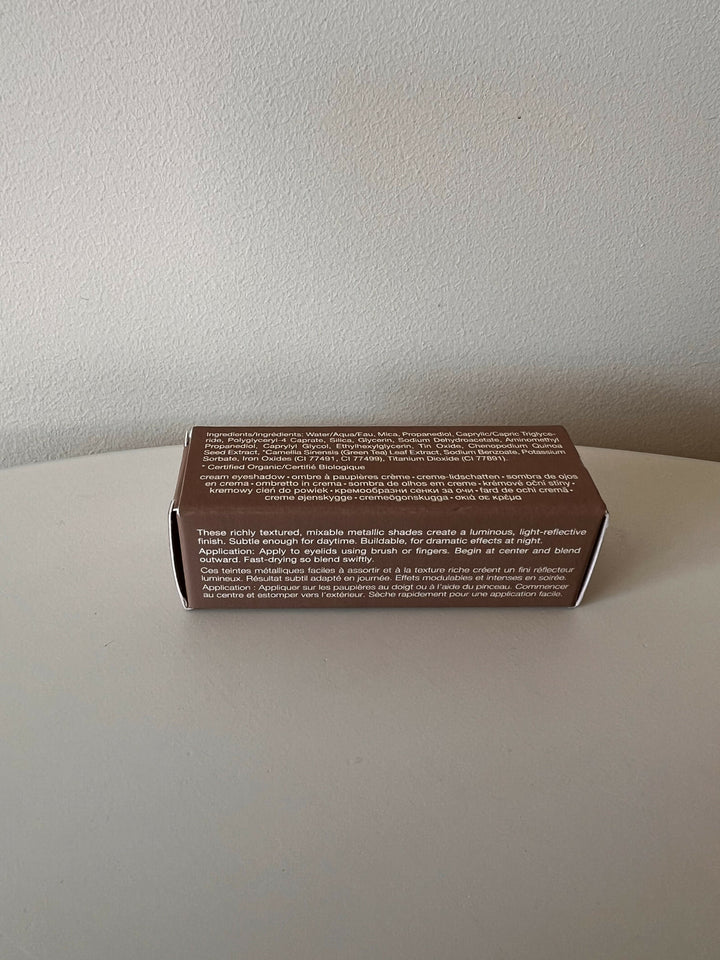 Ingredients/Ingrédients: Water/Aqua/Eau, Mica, Propanediol, Caprylic/Capric Triglyce-
ride, Polyglyceryl-4 Caprate, Silica, Glycerin, Sodium Dehydroacetate, Aminomethyl
Propanediol, Caprylyl Glycol, Ethylhexylglycerin, Tin Oxide, Chenopodium Quinoa
Seed Extract, *Camellia Sinensis (Green Tea) Leaf Extract, Sodium Benzoate, Potassium
Sorbate, Iron Oxides (CI 77491, CI 77499), Titanium Dioxide (CI 77891).
* Certified Organic/Certifié Biologique
cream eyeshadow • ombre à paupières crème • creme-lidschatten • sombra de ojos
en crema • ombretto in crema • sombra de olhos em creme • krémové oční stíny •
kremowy cień do powiek • кремообразни сенки за очи • fard de ochi cremă •
creme øjenskygge • cremeögonskugga • σκιά σε κρέμα
These richly textured, mixable metallic shades create a luminous, light-reflective
finish. Subtle enough for daytime. Buildable, for dramatic effects at night.
Application: Apply to eyelids using brush or fingers. Begin at center and blend
outward. Fast-drying so blend swiftly.
Ces teintes métalliques faciles à assortir et à la texture riche créent un fini réflecteur
lumineux. Résultat subtil adapté en journée. Effets modulables et intenses en soirée.
Application : Appliquer sur les paupières au doigt ou à l'aide du pinceau. Commencer
au centre et estomper vers l'extérieur. Sèche rapidement pour une application facile.